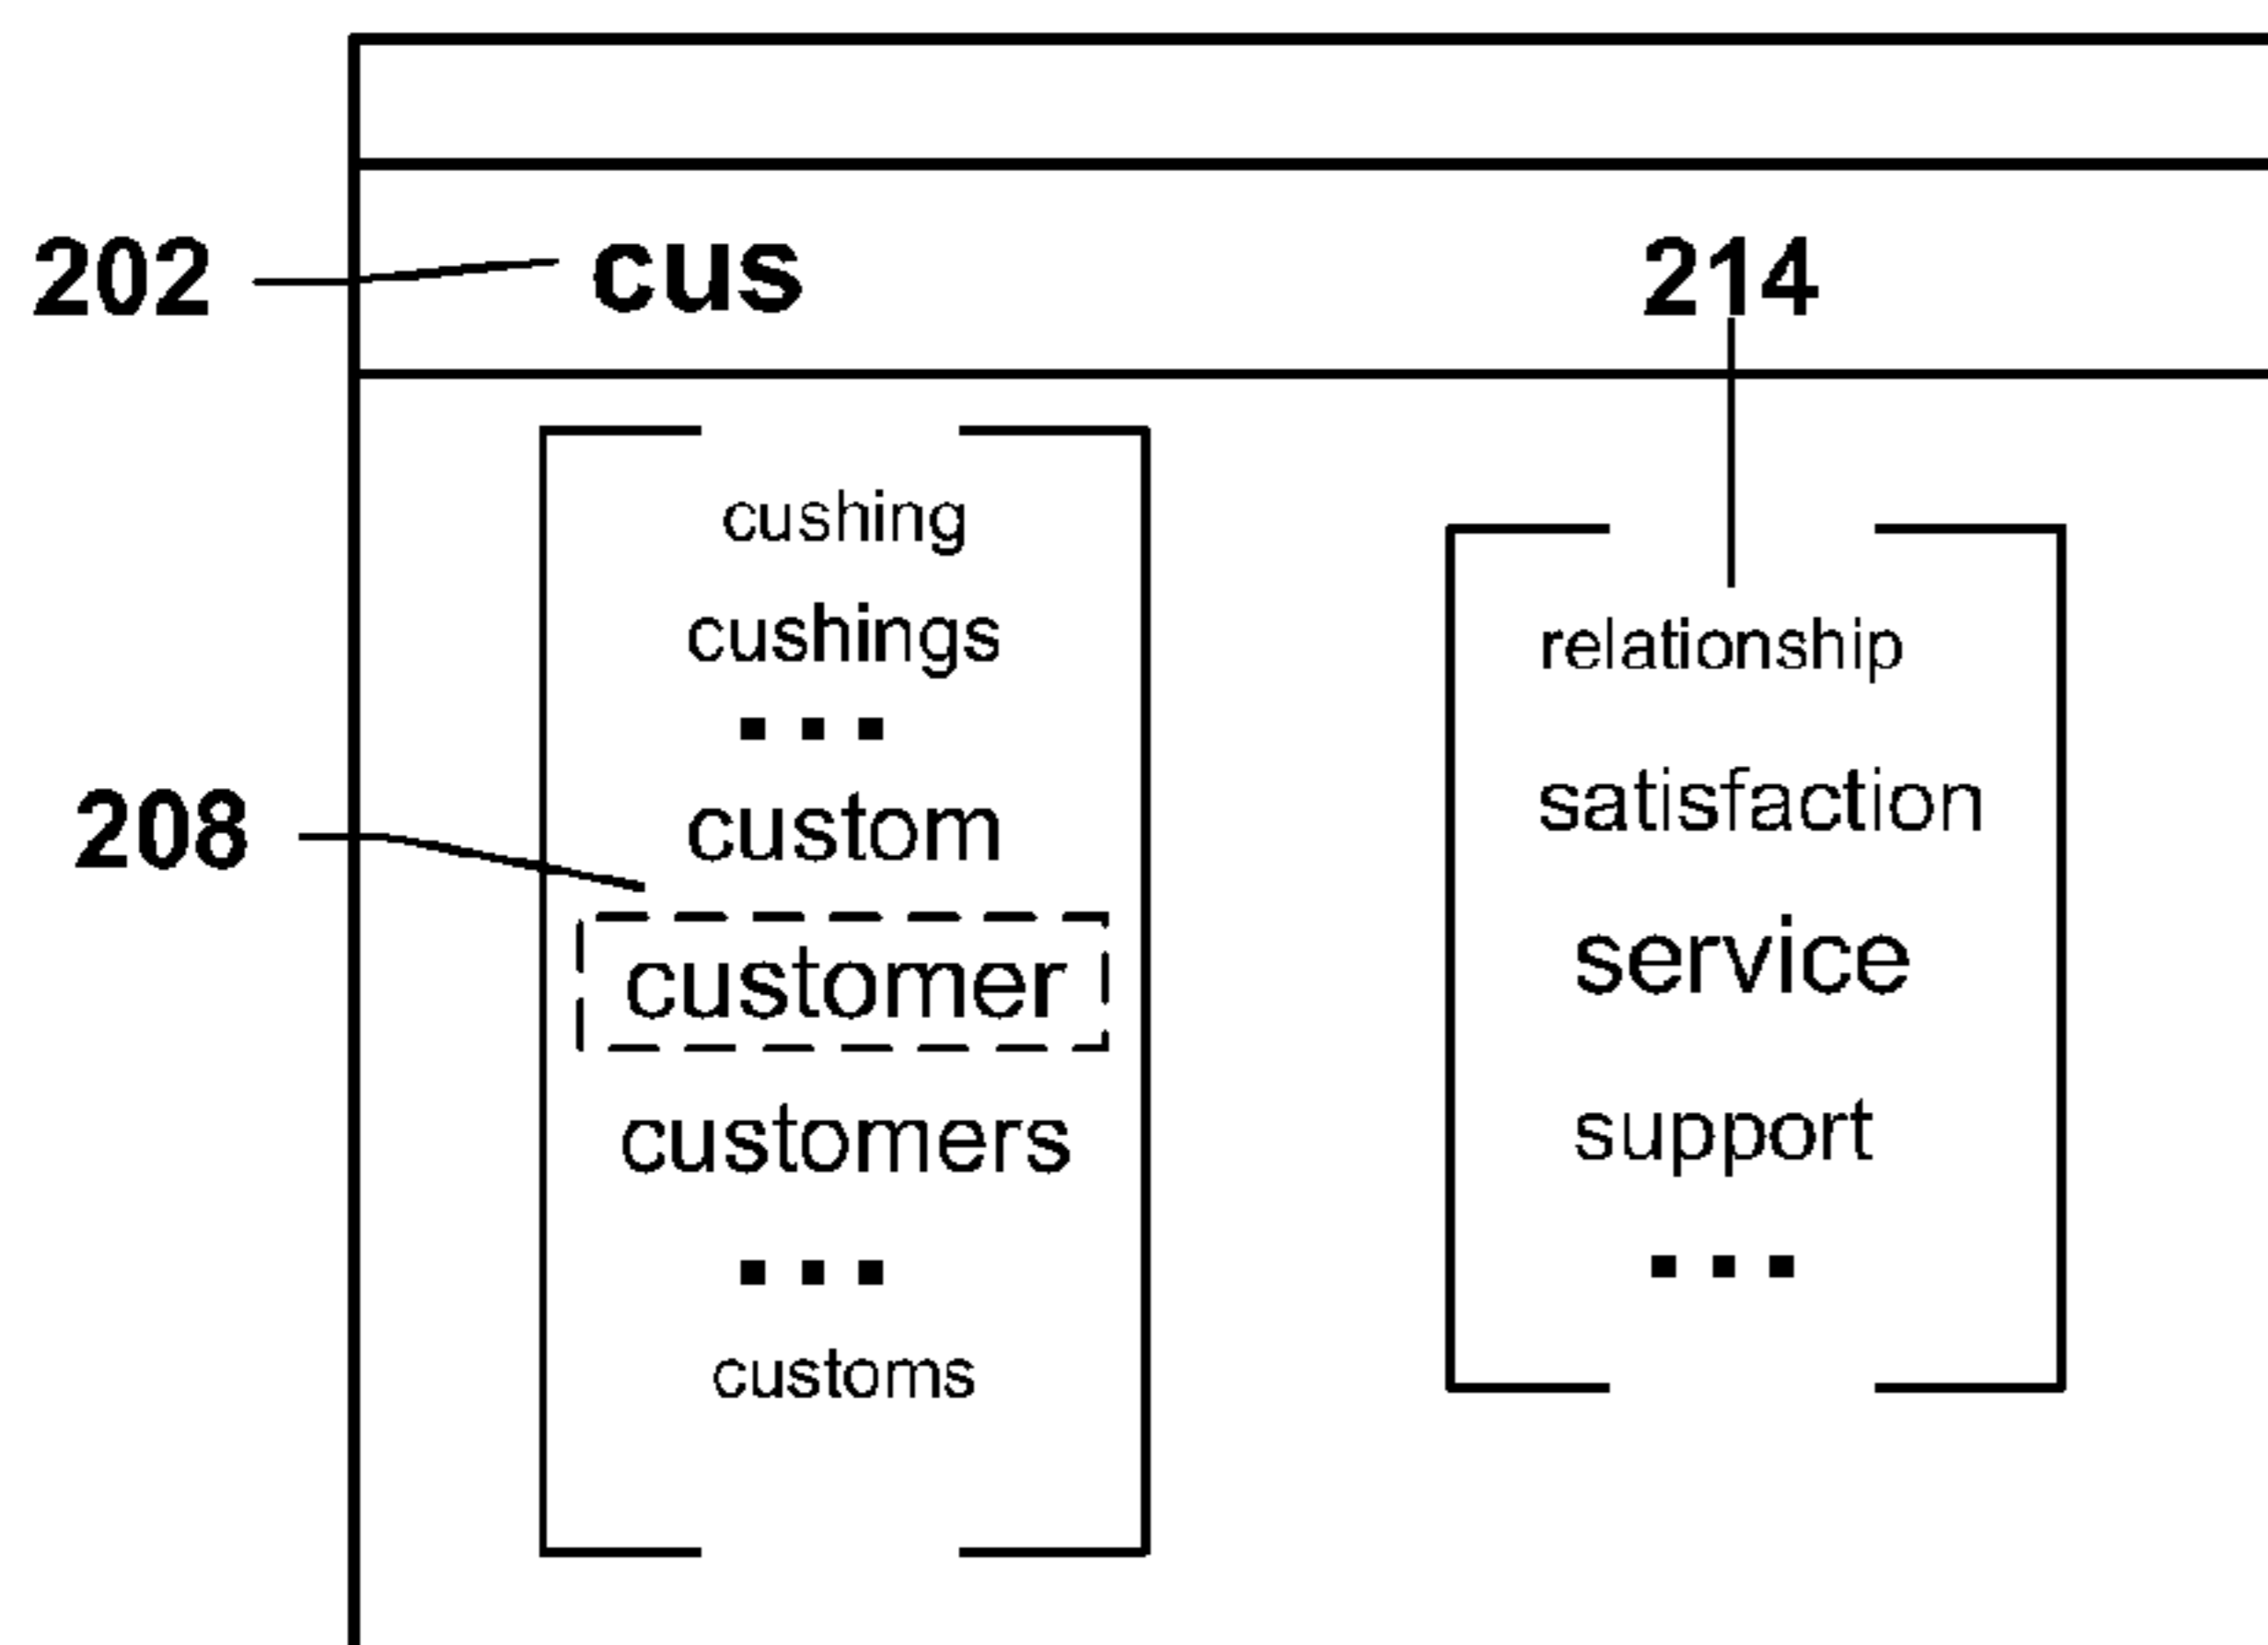 202 cus 214
cushing
cushings
...
custom
208
customer
customers
...
customs
relationship
satisfaction
service
support
...